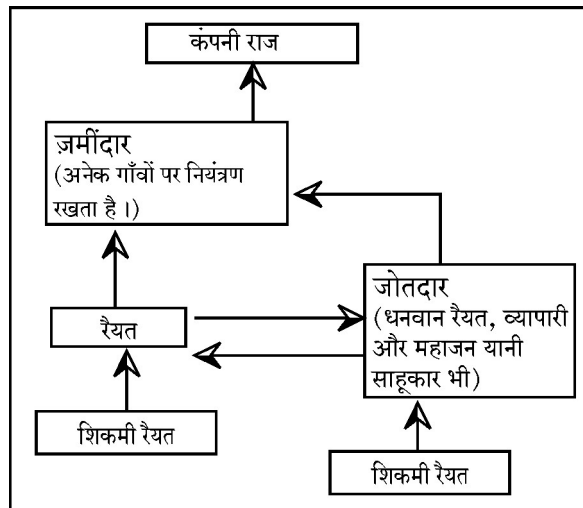 कंपनी राज
ज़मींदार
(अनेक गाँवों पर नियंत्रण
रखता है।)
जोतदार
(धनवान रैयत, व्यापारी
और महाजन यानी
साहूकार भी)
रैयत
शिकमी रैयत
शिकमी रैयत